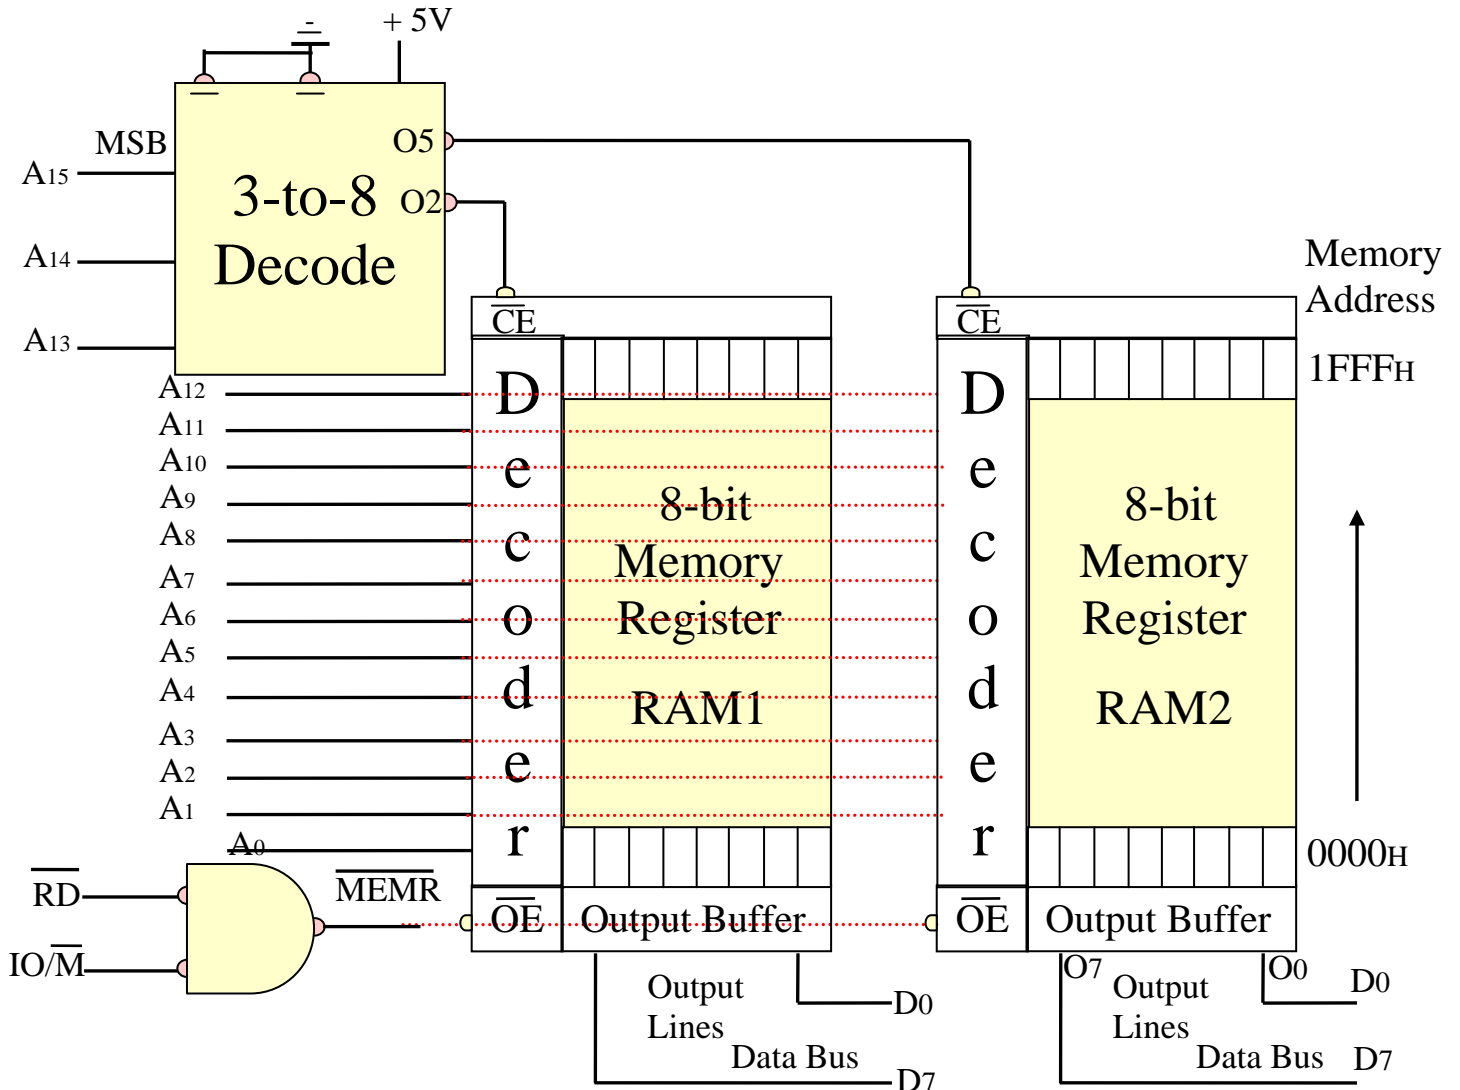 -
+ 5V
MSB
A15
A14
A13
3-to-8
Decode
O5
O2
CE
CE
Memory
Address
1FFFH
0000H
A12
A11
A10
A9
A8
A7
A6
A5
A4
A3
A2
A1
A0
Decoder
8-bit
Memory
Register
RAM1
Decoder
8-bit
Memory
Register
RAM2
RD
IO/M
MEMR
OE
Output Buffer
OE
Output Buffer
Output
Lines
D0
Data Bus
D7
O7
O0
Output
Lines
D0
Data Bus
D7